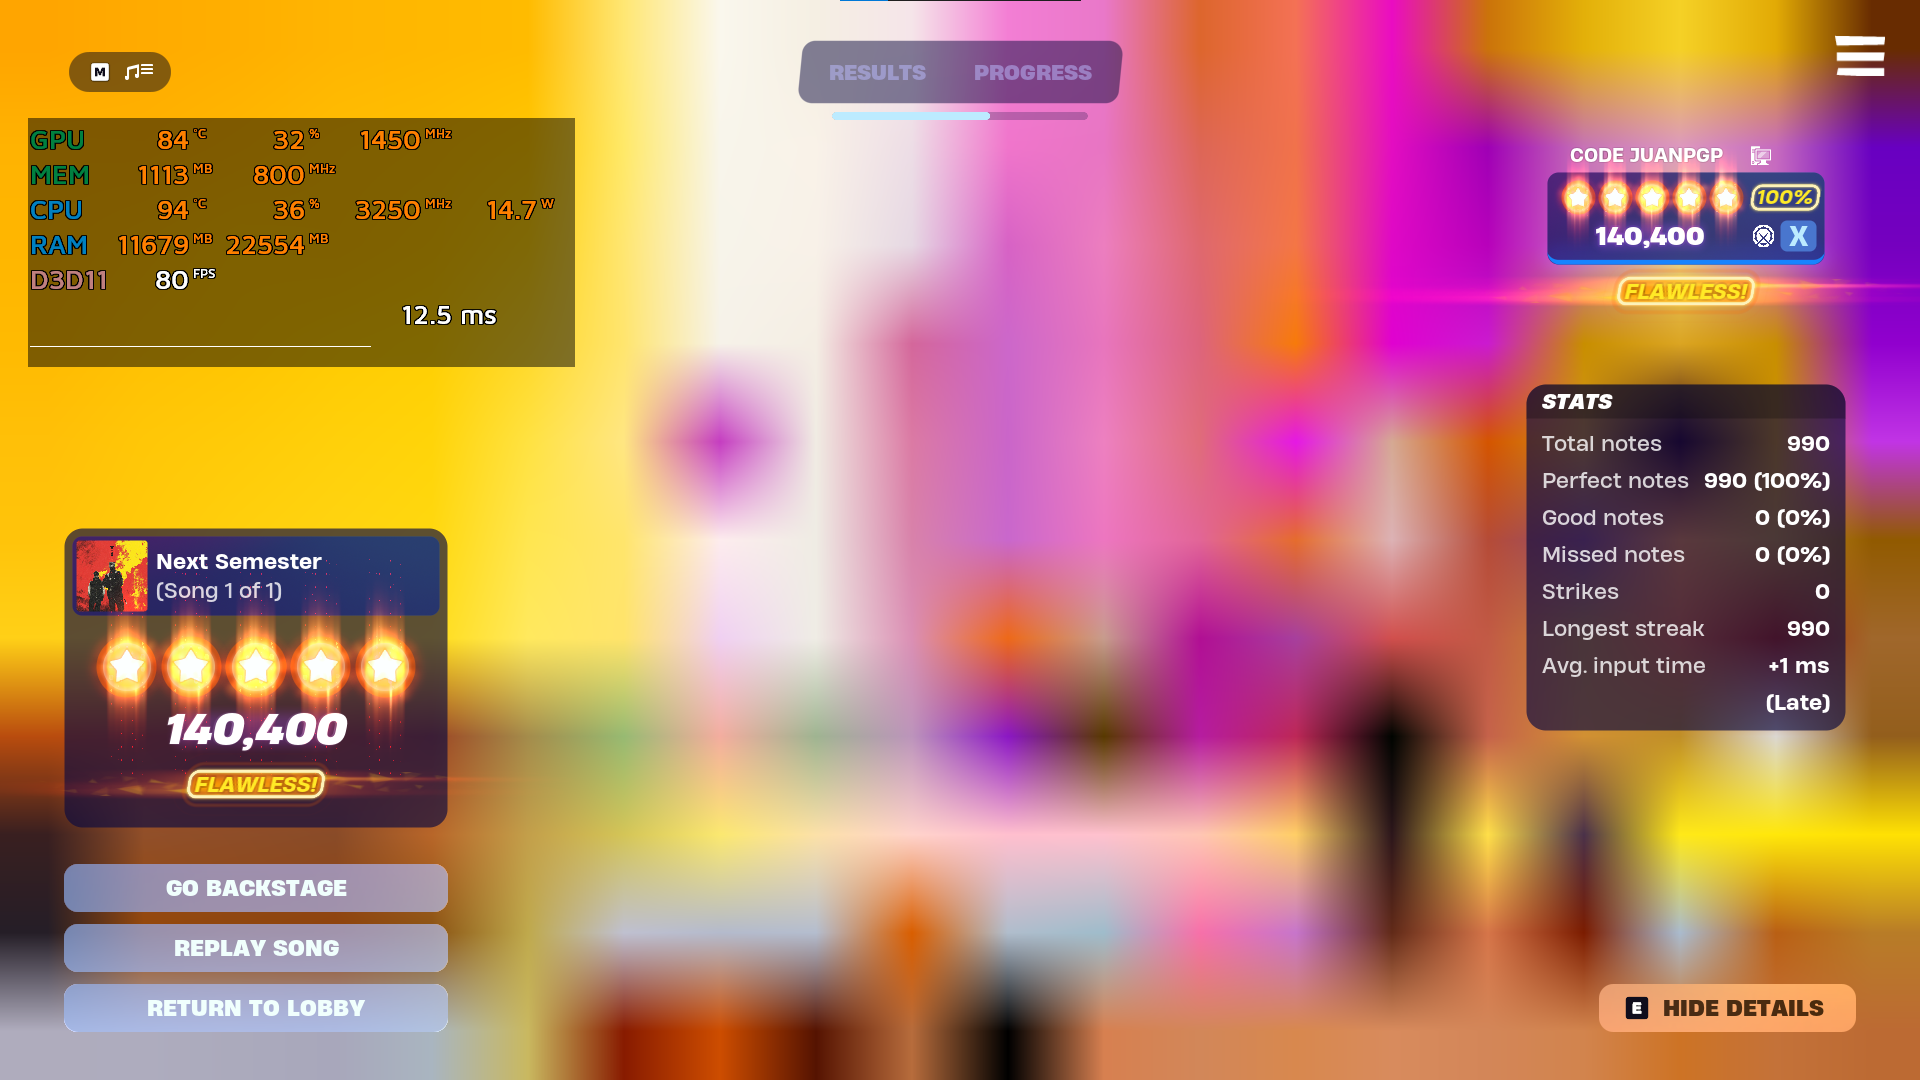 M
RESULTS PROGRESS
GPU 84 °C 32 % 1450 MHz
MEM 1113 MB 800 MHz
CPU 94 °C 36 % 3250 MHz 14.7 W
RAM 11679 MB 22554 MB
D3D11 80 FPS
12.5 ms
CODE JUANPGP
100%
140,400 X
FLAWLESS!
STATS
Total notes 990
Perfect notes 990 (100%)
Good notes 0 (0%)
Missed notes 0 (0%)
Strikes 0
Longest streak 990
Avg. input time +1 ms
(Late)
Next Semester
(Song 1 of 1)
140,400
FLAWLESS!
GO BACKSTAGE
REPLAY SONG
RETURN TO LOBBY
E HIDE DETAILS